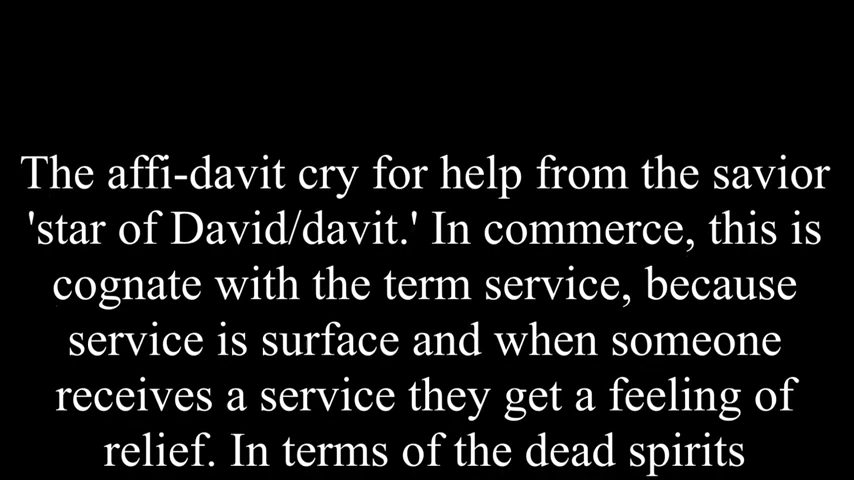 The affi-davit cry for help from the savior
'star of David/davit.' In commerce, this is
cognate with the term service, because
service is surface and when someone
receives a service they get a feeling of
relief. In terms of the dead spirits